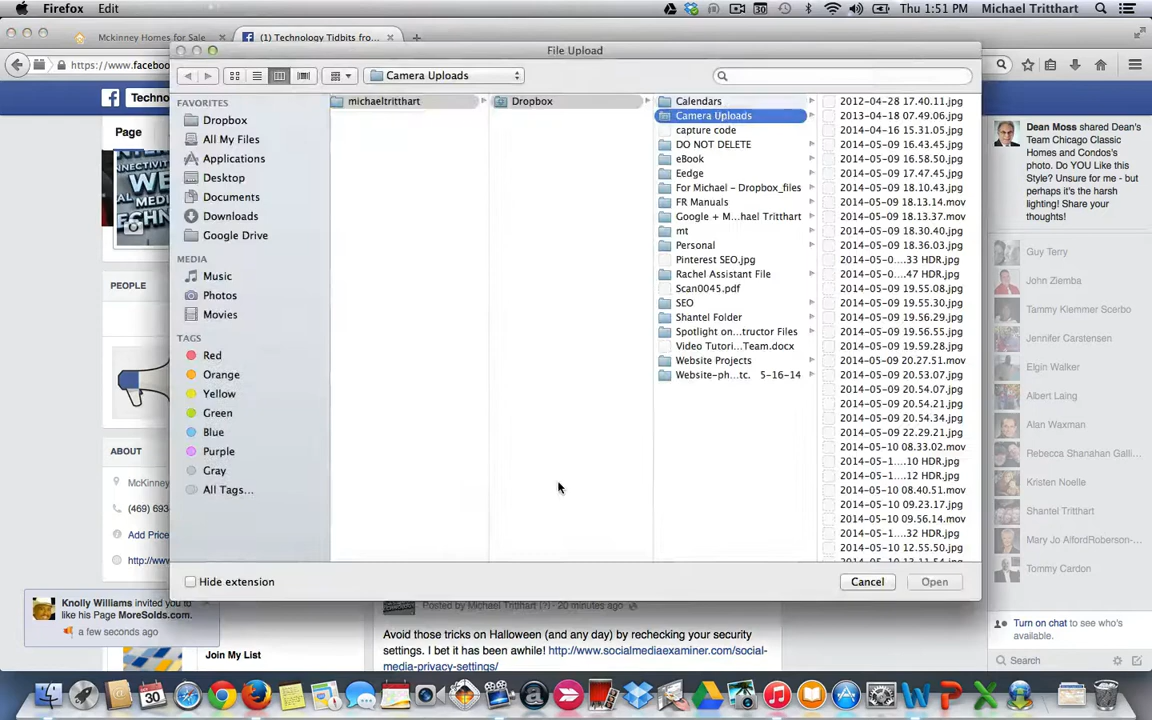 Firefox Edit
Thu 1:51 PM Michael Tritthart
Mckinney Homes for Sale
(1) Technology Tidbits fro...
https://www.faceboo
File Upload
Camera Uploads
Techno
Page
PEOPLE
ABOUT
McKinney
(469) 693
Add Price
http://ww
FAVORITES
Dropbox
All My Files
Applications
Desktop
Documents
Downloads
Google Drive
MEDIA
Music
Photos
Movies
TAGS
Red
Orange
Yellow
Green
Blue
Purple
Gray
All Tags...
michaeltritthart
Dropbox
Calendars
Camera Uploads
capture code
DO NOT DELETE
eBook
Eedge
For Michael - Dropbox_files
FR Manuals
Google + M...hael Tritthart
mt
Personal
Pinterest SEO.jpg
Rachel Assistant File
Scan0045.pdf
SEO
Shantel Folder
Spotlight on...tructor Files
Video Tutori...Team.docx
Website Projects
Website-ph...tc. 5-16-14
2012-04-28 17.40.11.jpg
2013-04-18 07.49.06.jpg
2014-04-16 15.31.05.jpg
2014-05-09 16.43.45.jpg
2014-05-09 16.58.50.jpg
2014-05-09 17.47.45.jpg
2014-05-09 18.10.43.jpg
2014-05-09 18.13.14.mov
2014-05-09 18.13.37.mov
2014-05-09 18.30.40.jpg
2014-05-09 18.36.03.jpg
2014-05-0....33 HDR.jpg
2014-05-0....47 HDR.jpg
2014-05-09 19.55.08.jpg
2014-05-09 19.55.30.jpg
2014-05-09 19.56.29.jpg
2014-05-09 19.56.55.jpg
2014-05-09 19.59.28.jpg
2014-05-09 20.27.51.mov
2014-05-09 20.53.07.jpg
2014-05-09 20.54.07.jpg
2014-05-09 20.54.21.jpg
2014-05-09 20.54.34.jpg
2014-05-09 22.29.21.jpg
2014-05-10 08.33.02.mov
2014-05-1....10 HDR.jpg
2014-05-1....12 HDR.jpg
2014-05-10 08.40.51.mov
2014-05-10 09.23.17.jpg
2014-05-10 09.56.14.mov
2014-05-1....32 HDR.jpg
2014-05-10 12.55.50.jpg
Hide extension
Cancel
Open
Dean Moss shared Dean's
Team Chicago Classic
Homes and Condos's
photo. Do YOU Like this
Style? Unsure for me - but
perhaps it's the harsh
lighting! Share your
thoughts!
Guy Terry
John Ziemba
Tammy Klemmer Scerbo
Jennifer Carstensen
Elgin Walker
Albert Laing
Alan Waxman
Rebecca Shanahan Galli...
Kristen Noelle
Shantel Tritthart
Mary Jo AlfordRoberson-...
Tommy Cardon
Turn on chat to see who's
available.
Search
Knolly Williams invited you to
like his Page MoreSolds.com.
a few seconds ago
Join My List
Posted by Michael Tritthart [?] · 20 minutes ago
Avoid those tricks on Halloween (and any day) by rechecking your
security
settings. I bet it has been awhile! http://www.socialmediaexaminer.com/social-
media-privacy-settings/